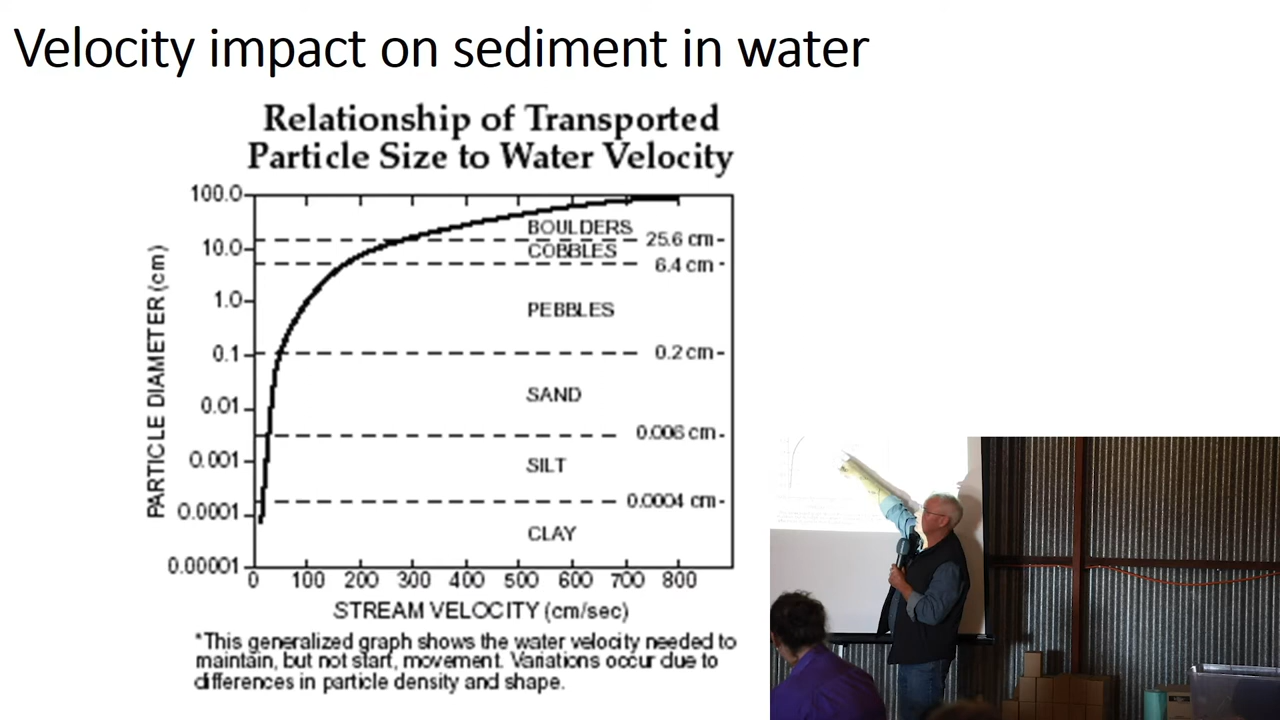 Velocity impact on sediment in water
Relationship of Transported
Particle Size to Water Velocity
PARTICLE DIAMETER (cm)
100.0
10.0
1.0
0.1
0.01
0.001
0.0001
0.00001
BOULDERS
25.6 cm
COBBLES
6.4 cm
PEBBLES
0.2 cm
SAND
0.006 cm
SILT
0.0004 cm
CLAY
0 100 200 300 400 500 600 700 800
STREAM VELOCITY (cm/sec)
*This generalized graph shows the water velocity needed to
maintain, but not start, movement. Variations occur due to
differences in particle density and shape.